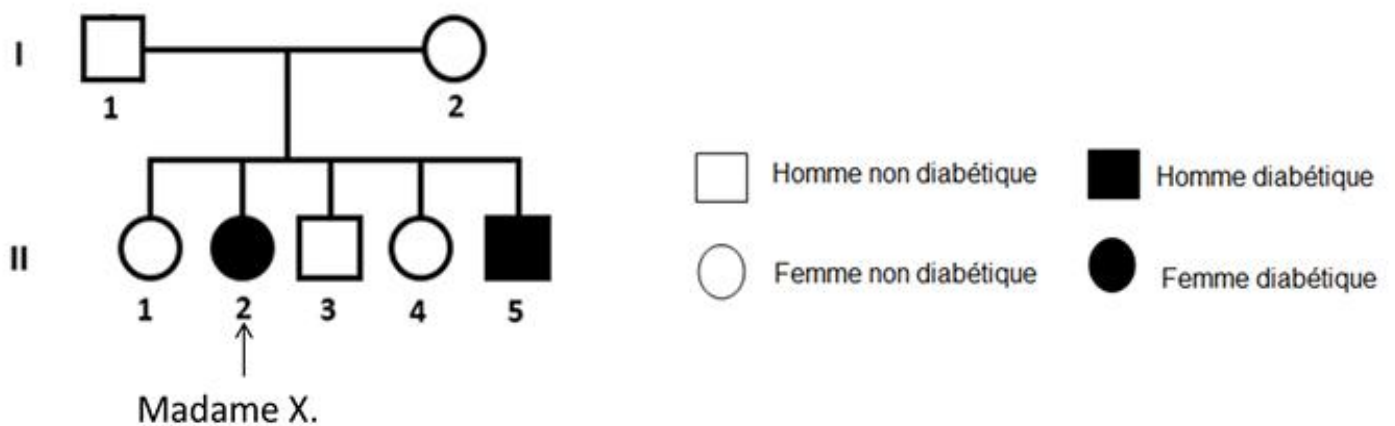 I
1
2
Homme non diabétique
Homme diabétique
II
Femme non diabétique
Femme diabétique
1 2 3 4 5
Madame X.